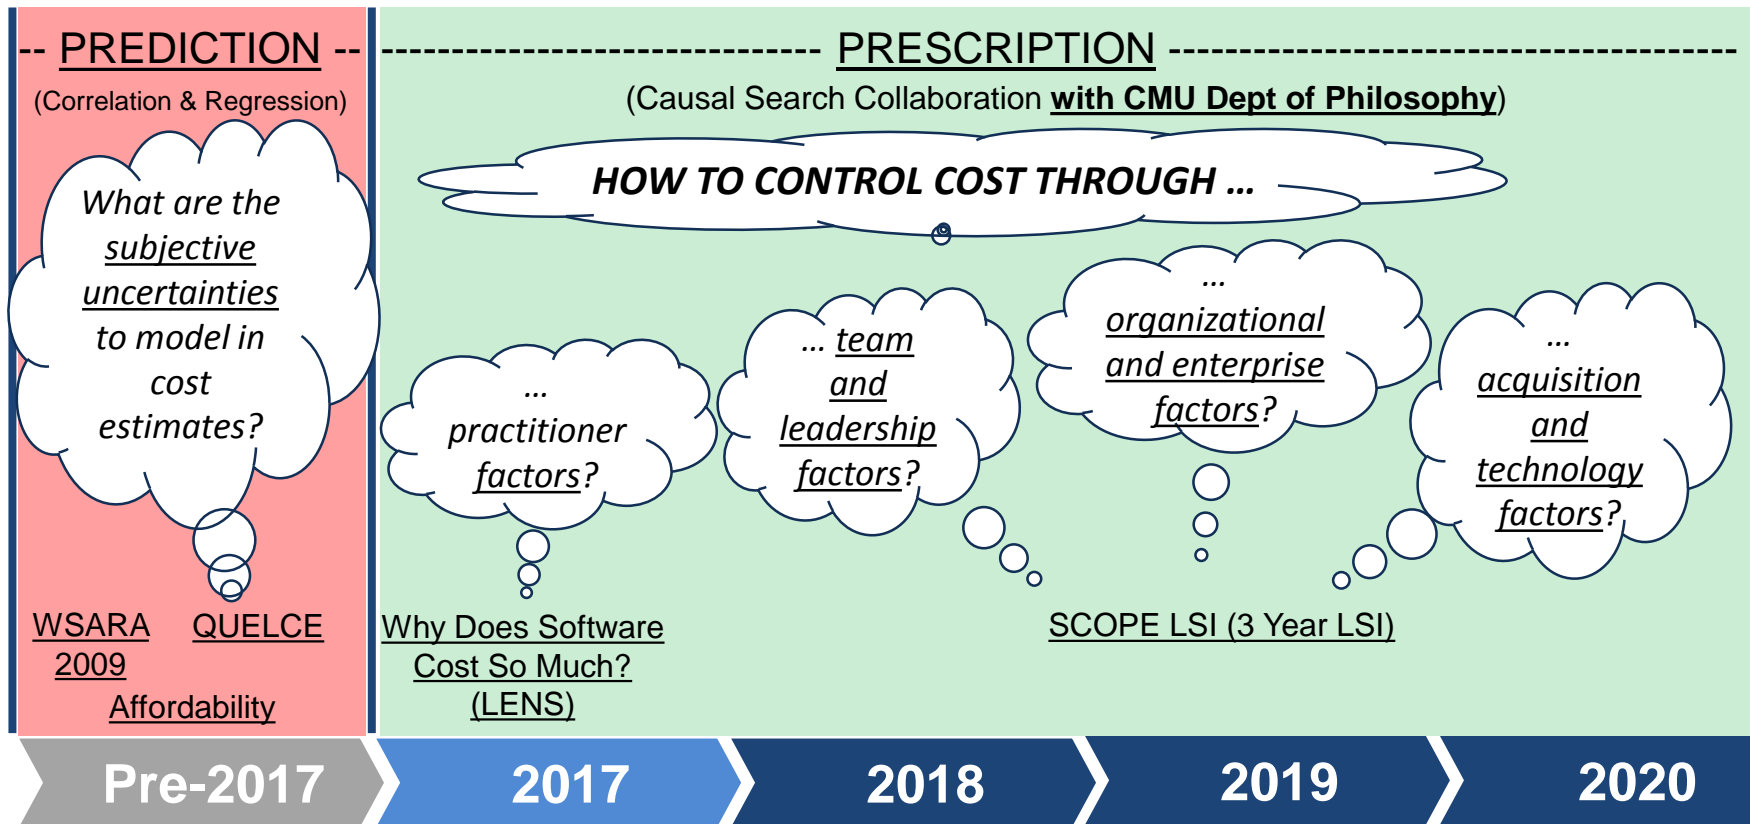 -- PREDICTION --
(Correlation & Regression)
What are the
subjective
uncertainties
to model in
cost
estimates?
WSARA
2009
QUELCE
Affordability
------------------------------- PRESCRIPTION ----------------------------------------
(Causal Search Collaboration with CMU Dept of Philosophy)
HOW TO CONTROL COST THROUGH …
…
practitioner
factors?
… team
and
leadership
factors?
…
organizational
and enterprise
factors?
…
acquisition
and
technology
factors?
Why Does Software
Cost So Much?
(LENS)
SCOPE LSI (3 Year LSI)
Pre-2017
2017
2018
2019
2020